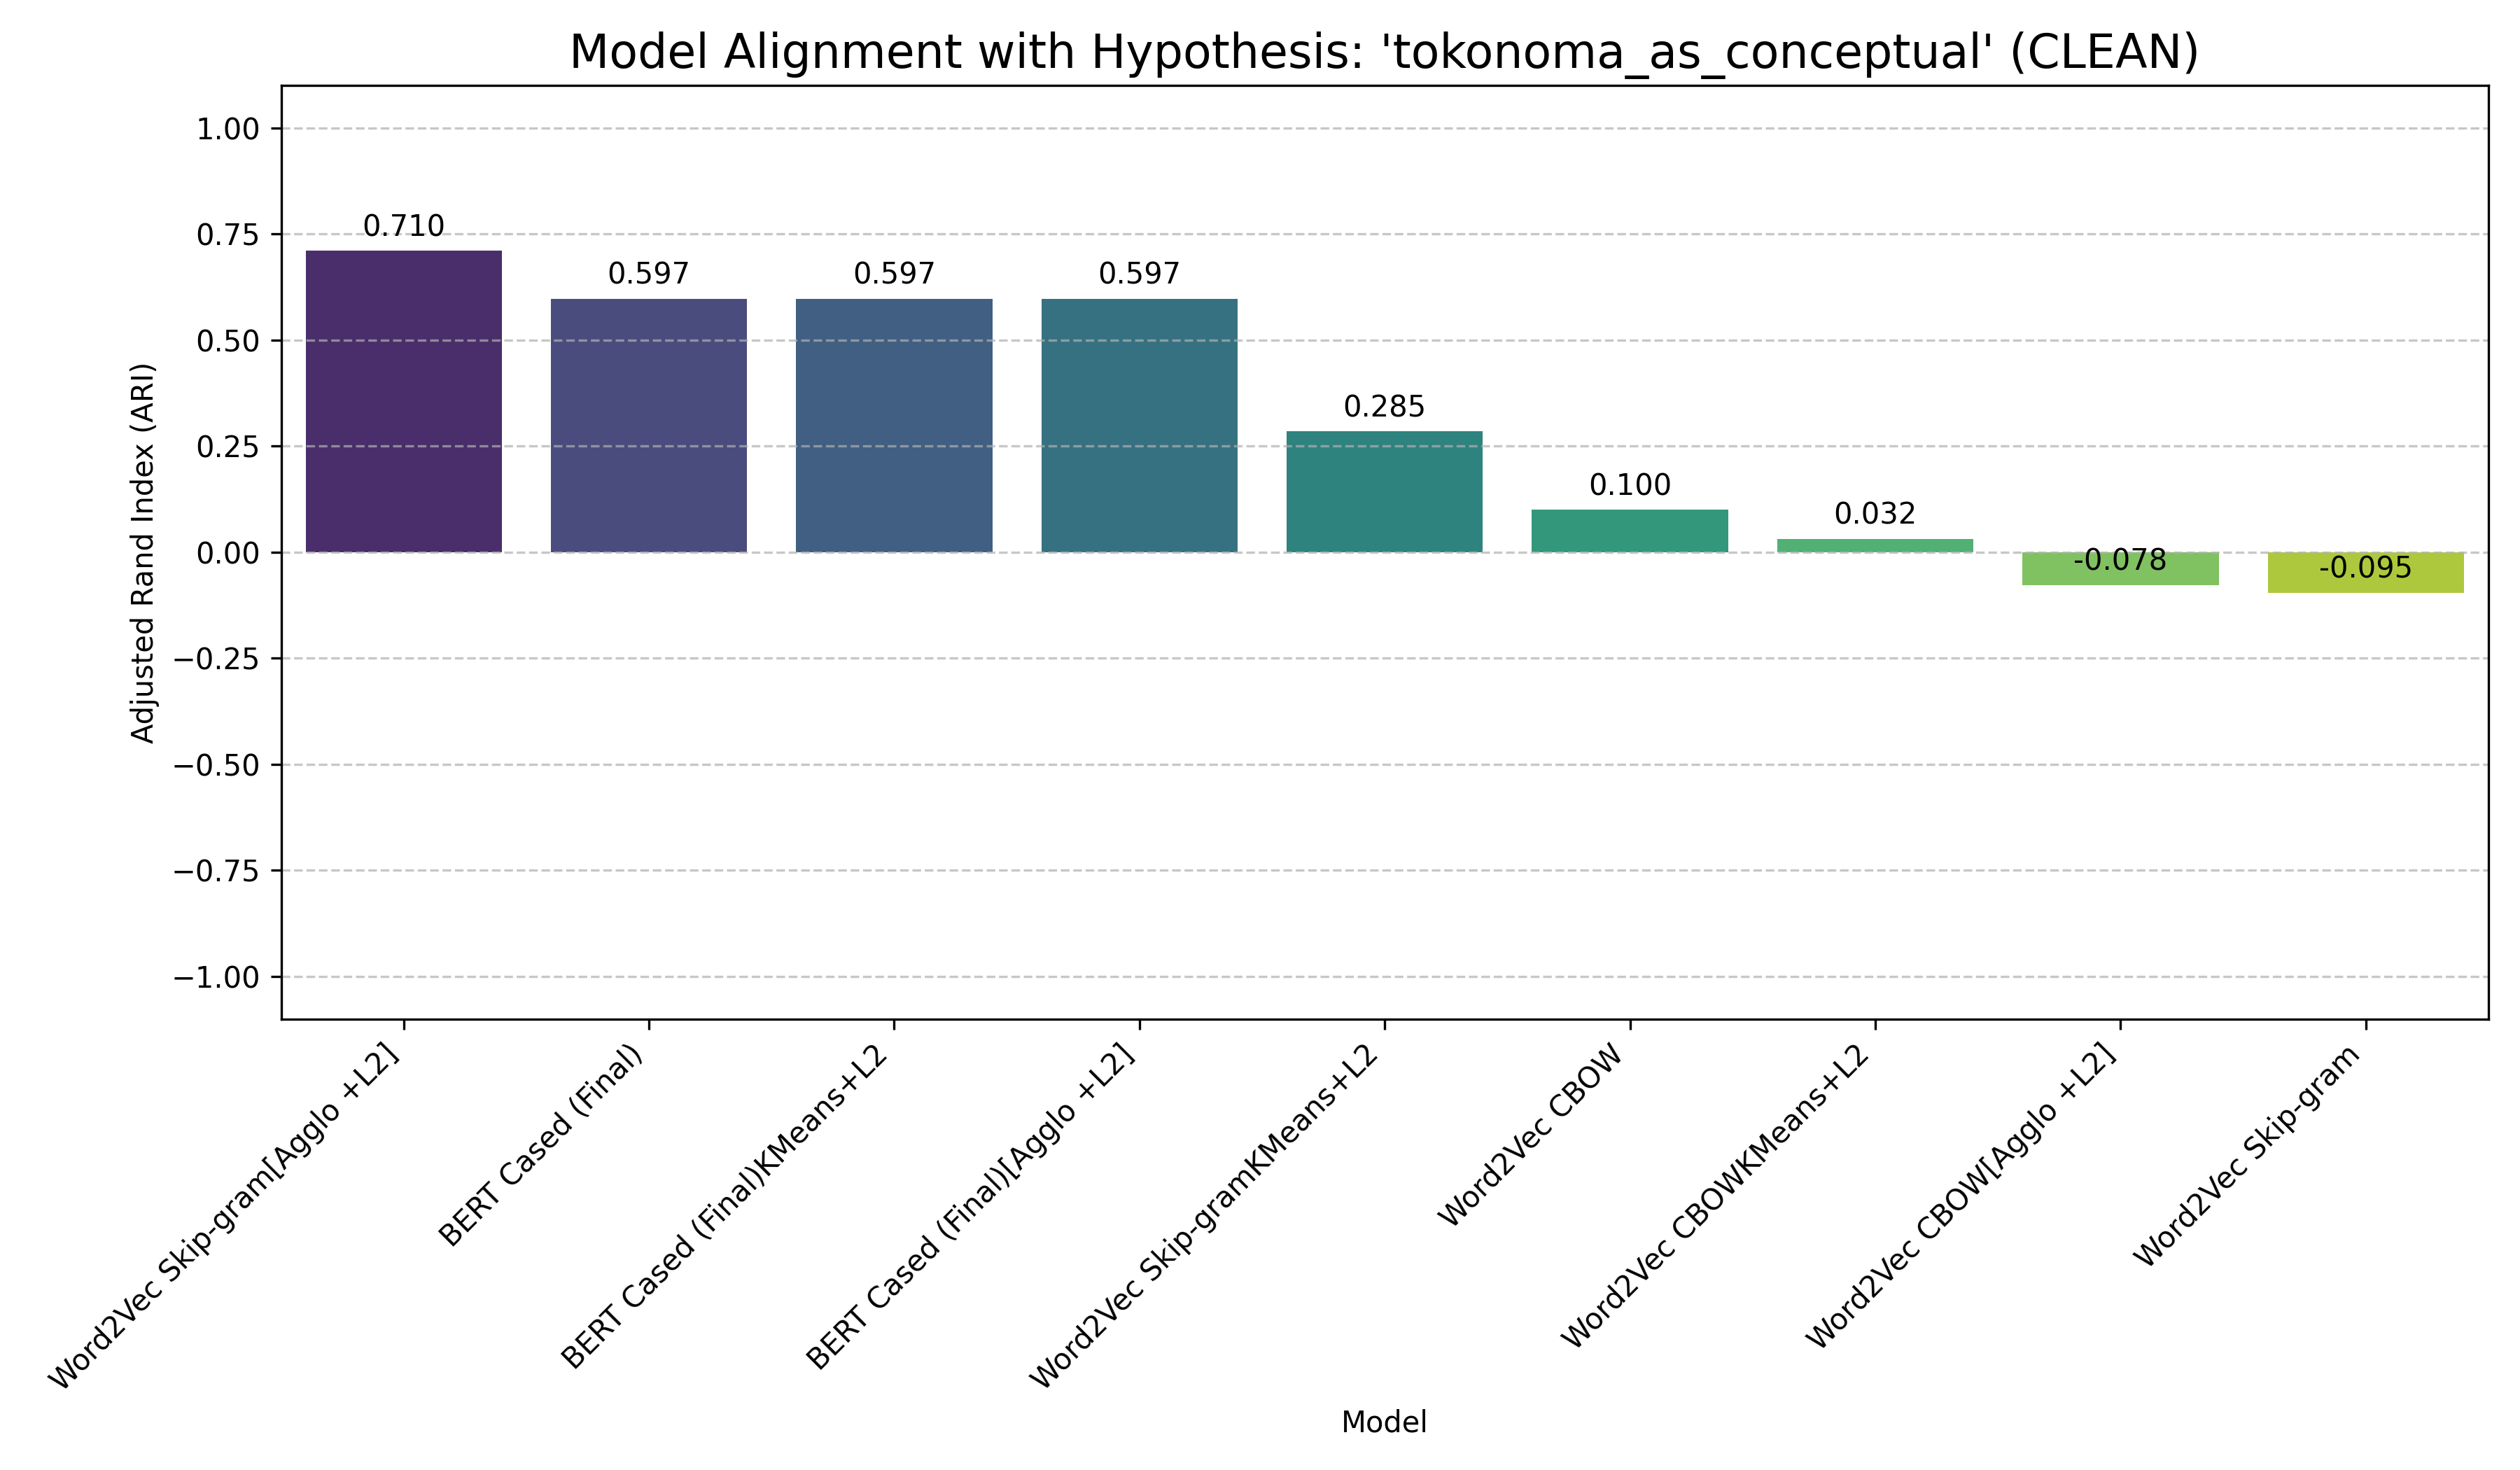 Model Alignment with Hypothesis: 'tokonoma_as_conceptual' (CLEAN)
Adjusted Rand Index (ARI)
1.00
0.75
0.50
0.25
0.00
−0.25
−0.50
−0.75
−1.00
0.710
0.597
0.597
0.597
0.285
0.100
0.032
-0.078
-0.095
Word2Vec Skip-gram[Agglo +L2]
BERT Cased (Final)
BERT Cased (Final)KMeans+L2
BERT Cased (Final)[Agglo +L2]
Word2Vec Skip-gramKMeans+L2
Word2Vec CBOW
Word2Vec CBOWKMeans+L2
Word2Vec CBOW[Agglo +L2]
Word2Vec Skip-gram
Model